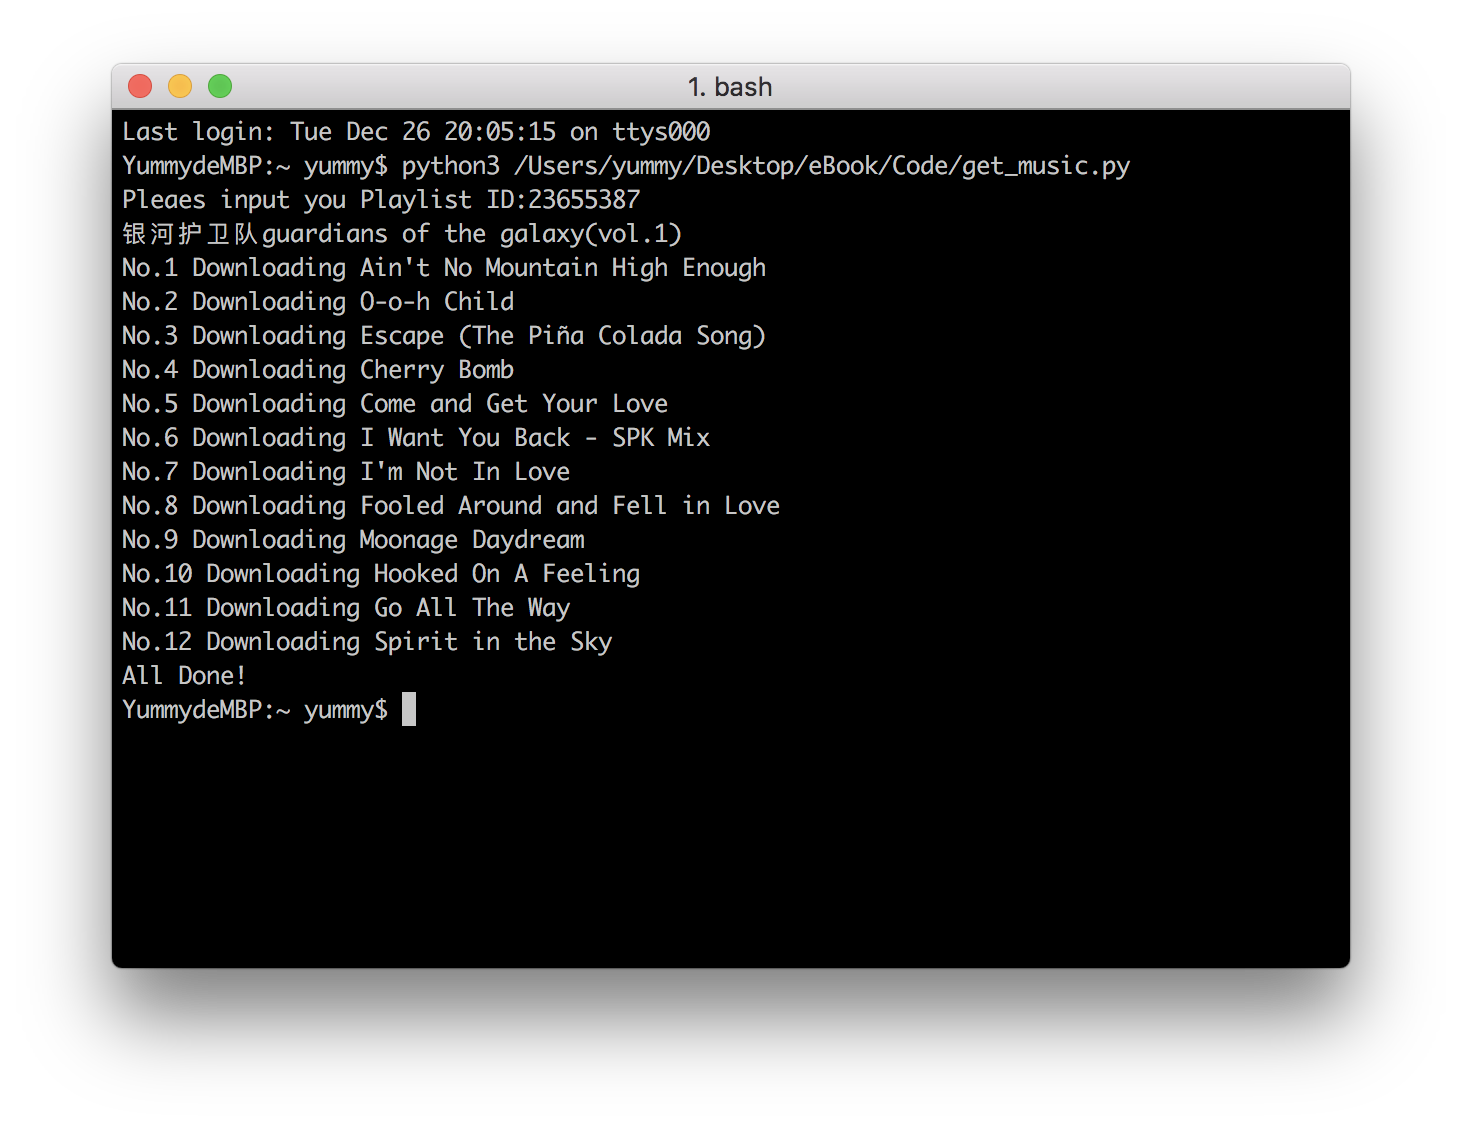 1. bash
Last login: Tue Dec 26 20:05:15 on ttys000
YummydeMBP:~ yummy$ python3 /Users/yummy/Desktop/eBook/Code/get_music.py
Pleaes input you Playlist ID:23655387
银河护卫队guardians of the galaxy(vol.1)
No.1 Downloading Ain't No Mountain High Enough
No.2 Downloading O-o-h Child
No.3 Downloading Escape (The Piña Colada Song)
No.4 Downloading Cherry Bomb
No.5 Downloading Come and Get Your Love
No.6 Downloading I Want You Back - SPK Mix
No.7 Downloading I'm Not In Love
No.8 Downloading Fooled Around and Fell in Love
No.9 Downloading Moonage Daydream
No.10 Downloading Hooked On A Feeling
No.11 Downloading Go All The Way
No.12 Downloading Spirit in the Sky
All Done!
YummydeMBP:~ yummy$